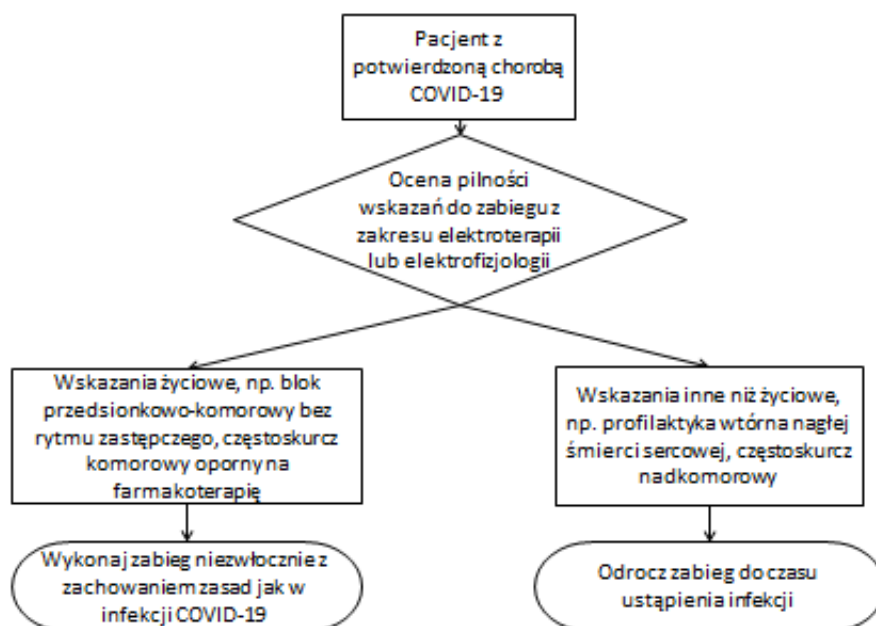 Pacjent z
potwierdzoną chorobą
COVID-19
Ocena pilności
wskazań do zabiegu z
zakresu elektroterapii
lub elektrofizjologii
Wskazania życiowe, np. blok
przedsionkowo-komorowy bez
rytmu zastępczego, częstoskurcz
komorowy oporny na
farmakoterapię
Wskazania inne niż życiowe,
np. profilaktyka wtórna nagłej
śmierci sercowej, częstoskurcz
nadkomorowy
Wykonaj zabieg niezwłocznie z
zachowaniem zasad jak w
infekcji COVID-19
Odrocz zabieg do czasu
ustąpienia infekcji